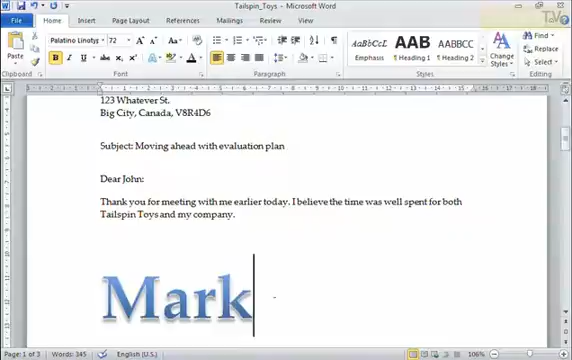 Tailspin_Toys - Microsoft Word
File Home Insert Page Layout References Mailings Review View
Palatino Linotyp 72
Find
Replace
Select
Paste
B I U
AaBbCcL AAB AABBCC
Emphasis ¶ Heading 1 ¶ Heading 2
Change
Styles
Clipboard Font Paragraph Styles Editing
123 Whatever St.
Big City, Canada, V8R4D6
Subject: Moving ahead with evaluation plan
Dear John:
Thank you for meeting with me earlier today. I believe the time was well spent for both
Tailspin Toys and my company.
Mark
Page: 1 of 3 Words: 345 English (U.S.) 106%